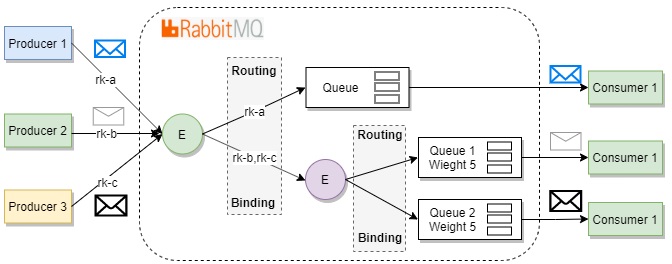 RabbitMQ
Producer 1
rk-a
Producer 2
rk-b
Producer 3
rk-c
E
Routing
rk-a
rk-b,rk-c
Binding
Queue
E
Routing
Binding
Queue 1
Wieght 5
Queue 2
Weight 5
Consumer 1
Consumer 1
Consumer 1